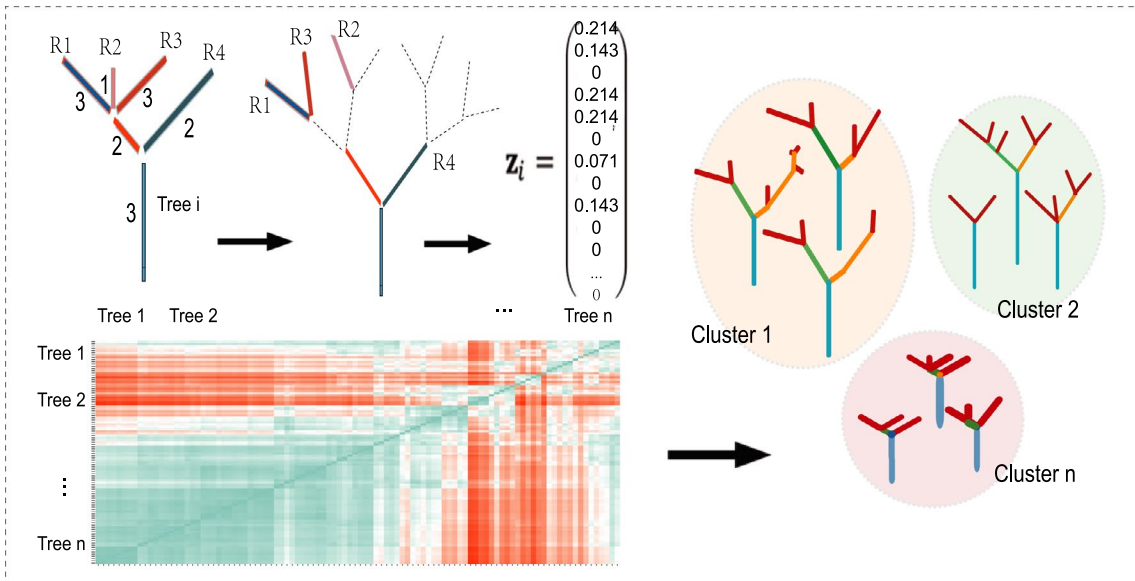 R1
R2
R3
R4
3
1
3
2
2
3
Tree i
R1
R3
R2
R4
𝐳ᵢ =
0.214
0.143
0
0.214
0.214
0
0.071
0
0.143
0
0
...
0
Tree 1
Tree 2
...
Tree n
Tree 1
Tree 2
...
Tree n
Cluster 1
Cluster 2
Cluster n